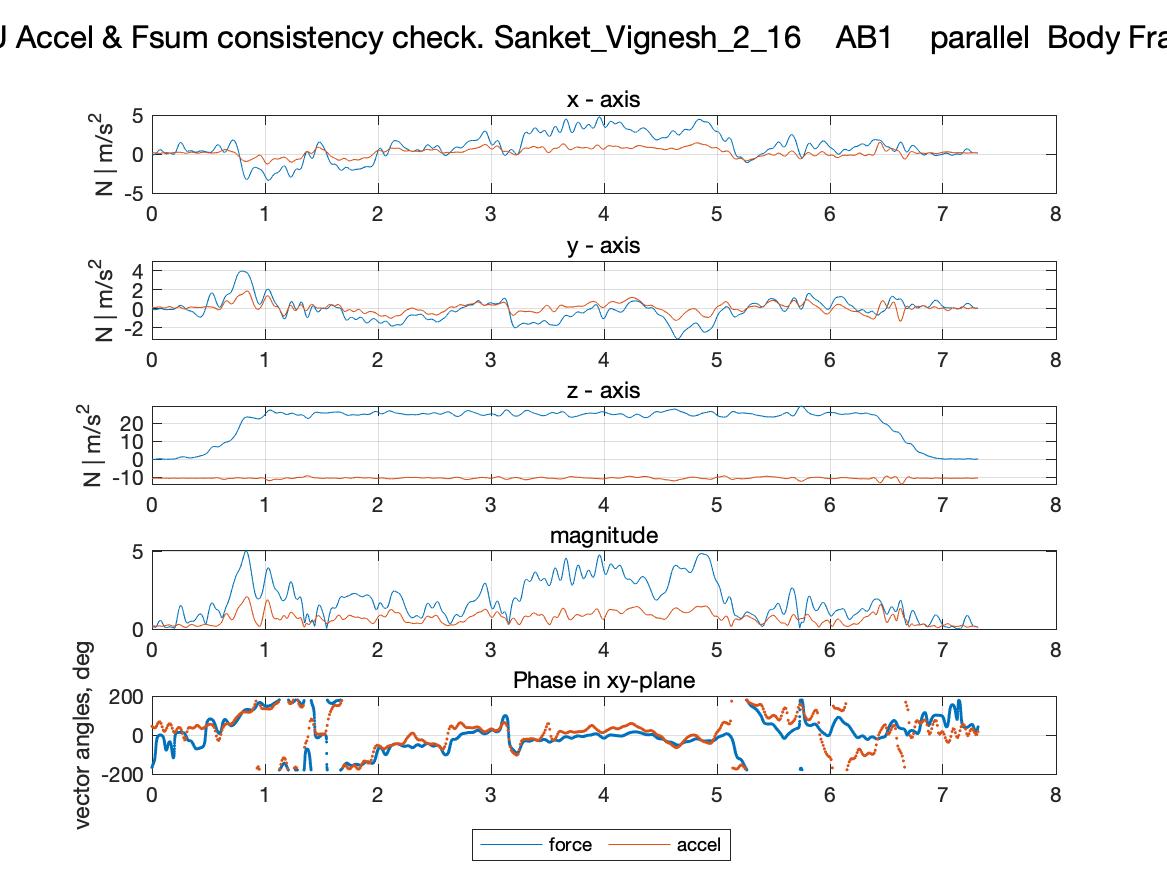 J Accel & Fsum consistency check. Sanket_Vignesh_2_16 AB1 parallel Body Fra
x - axis
N | m/s²
5
0
-5
0 1 2 3 4 5 6 7 8
y - axis
N | m/s²
4
2
0
-2
0 1 2 3 4 5 6 7 8
z - axis
N | m/s²
20
10
0
-10
0 1 2 3 4 5 6 7 8
magnitude
5
0
0 1 2 3 4 5 6 7 8
Phase in xy-plane
vector angles, deg
200
0
-200
0 1 2 3 4 5 6 7 8
force accel